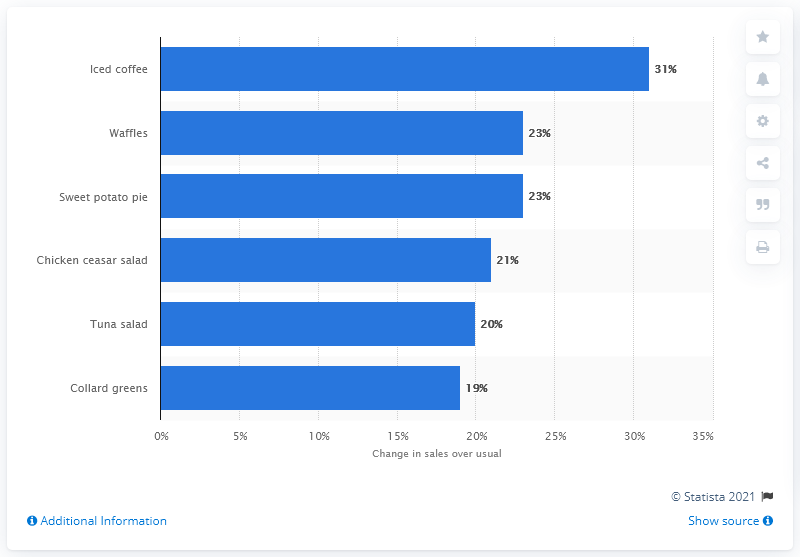 Iced coffee 31%
Waffles 23%
Sweet potato pie 23%
Chicken ceasar salad 21%
Tuna salad 20%
Collard greens 19%
0% 5% 10% 15% 20% 25% 30% 35%
Change in sales over usual
© Statista 2021
Additional Information Show source